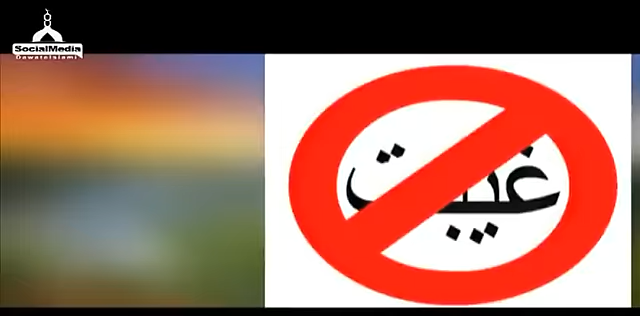 SocialMedia
DawateIslami
غیبت